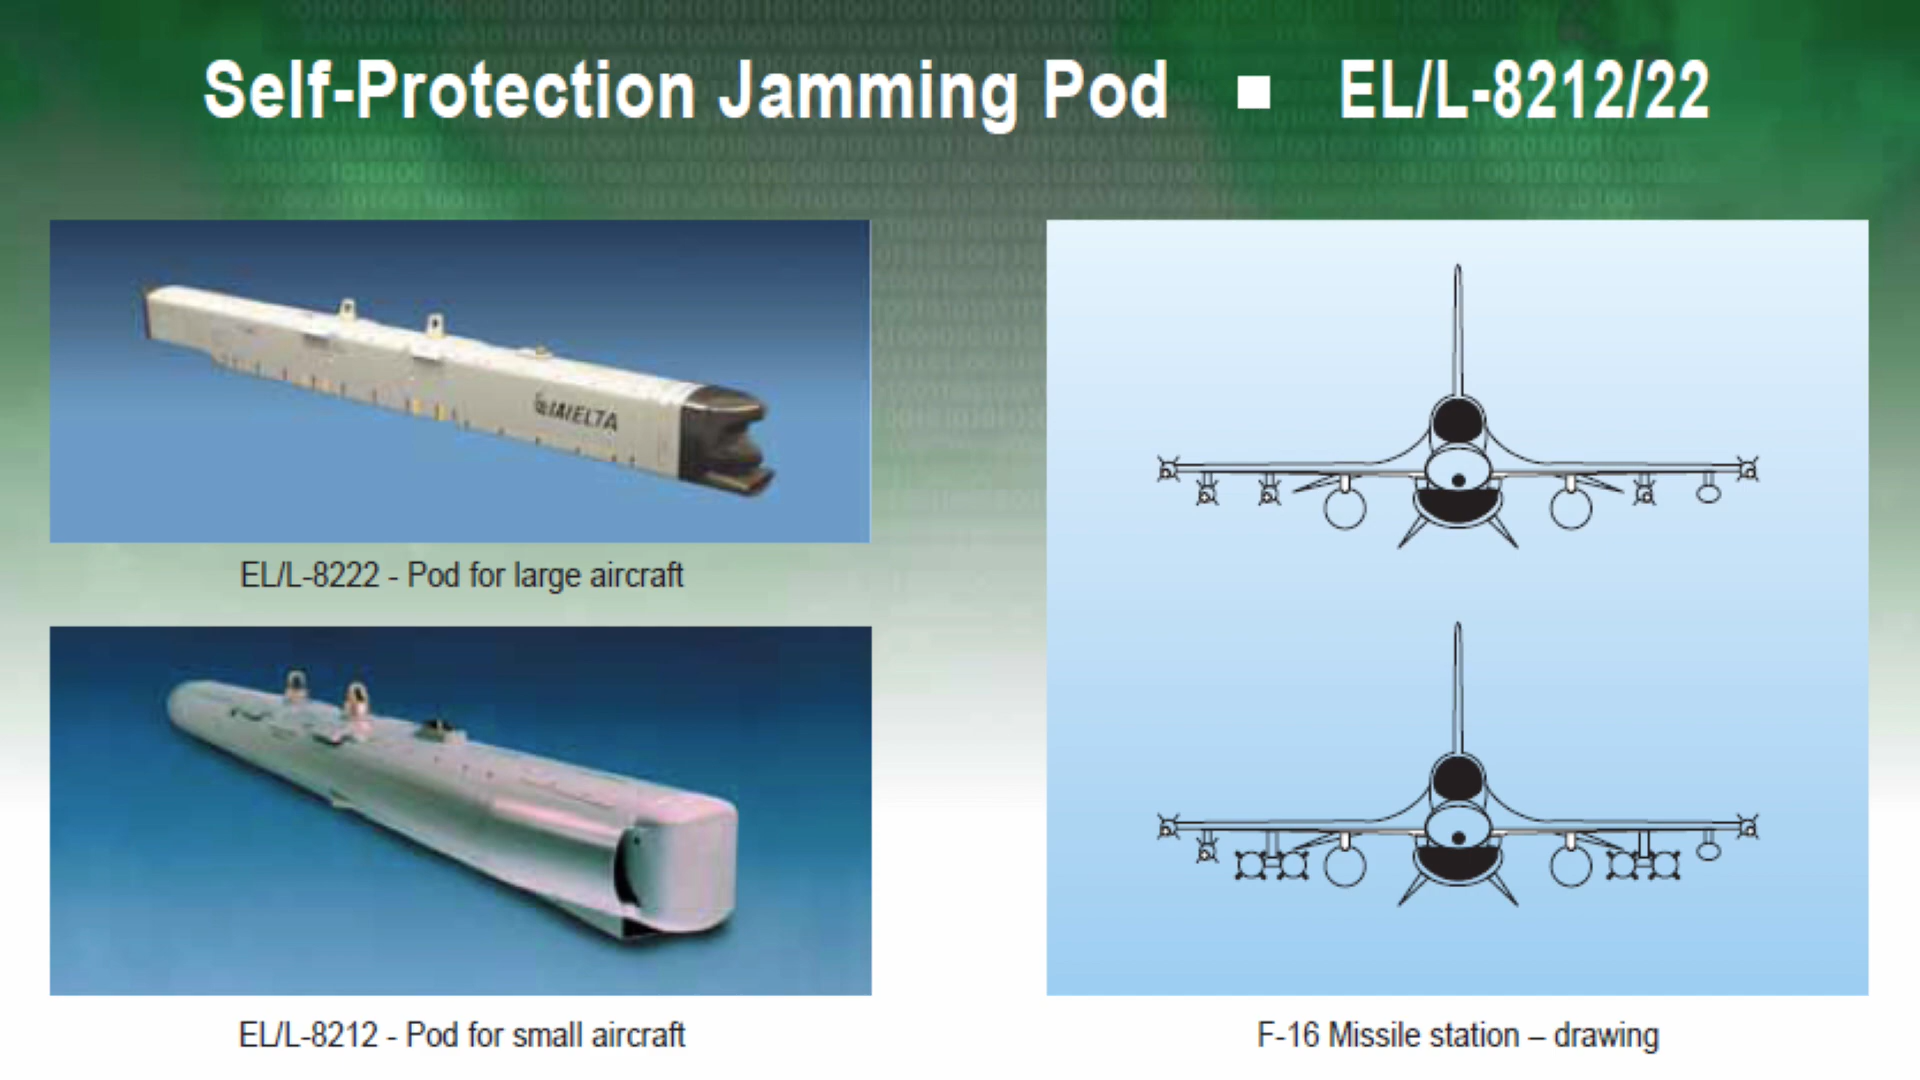 Self-Protection Jamming Pod ■ EL/L-8212/22
IAI ELTA
EL/L-8222 - Pod for large aircraft
EL/L-8212 - Pod for small aircraft
F-16 Missile station – drawing